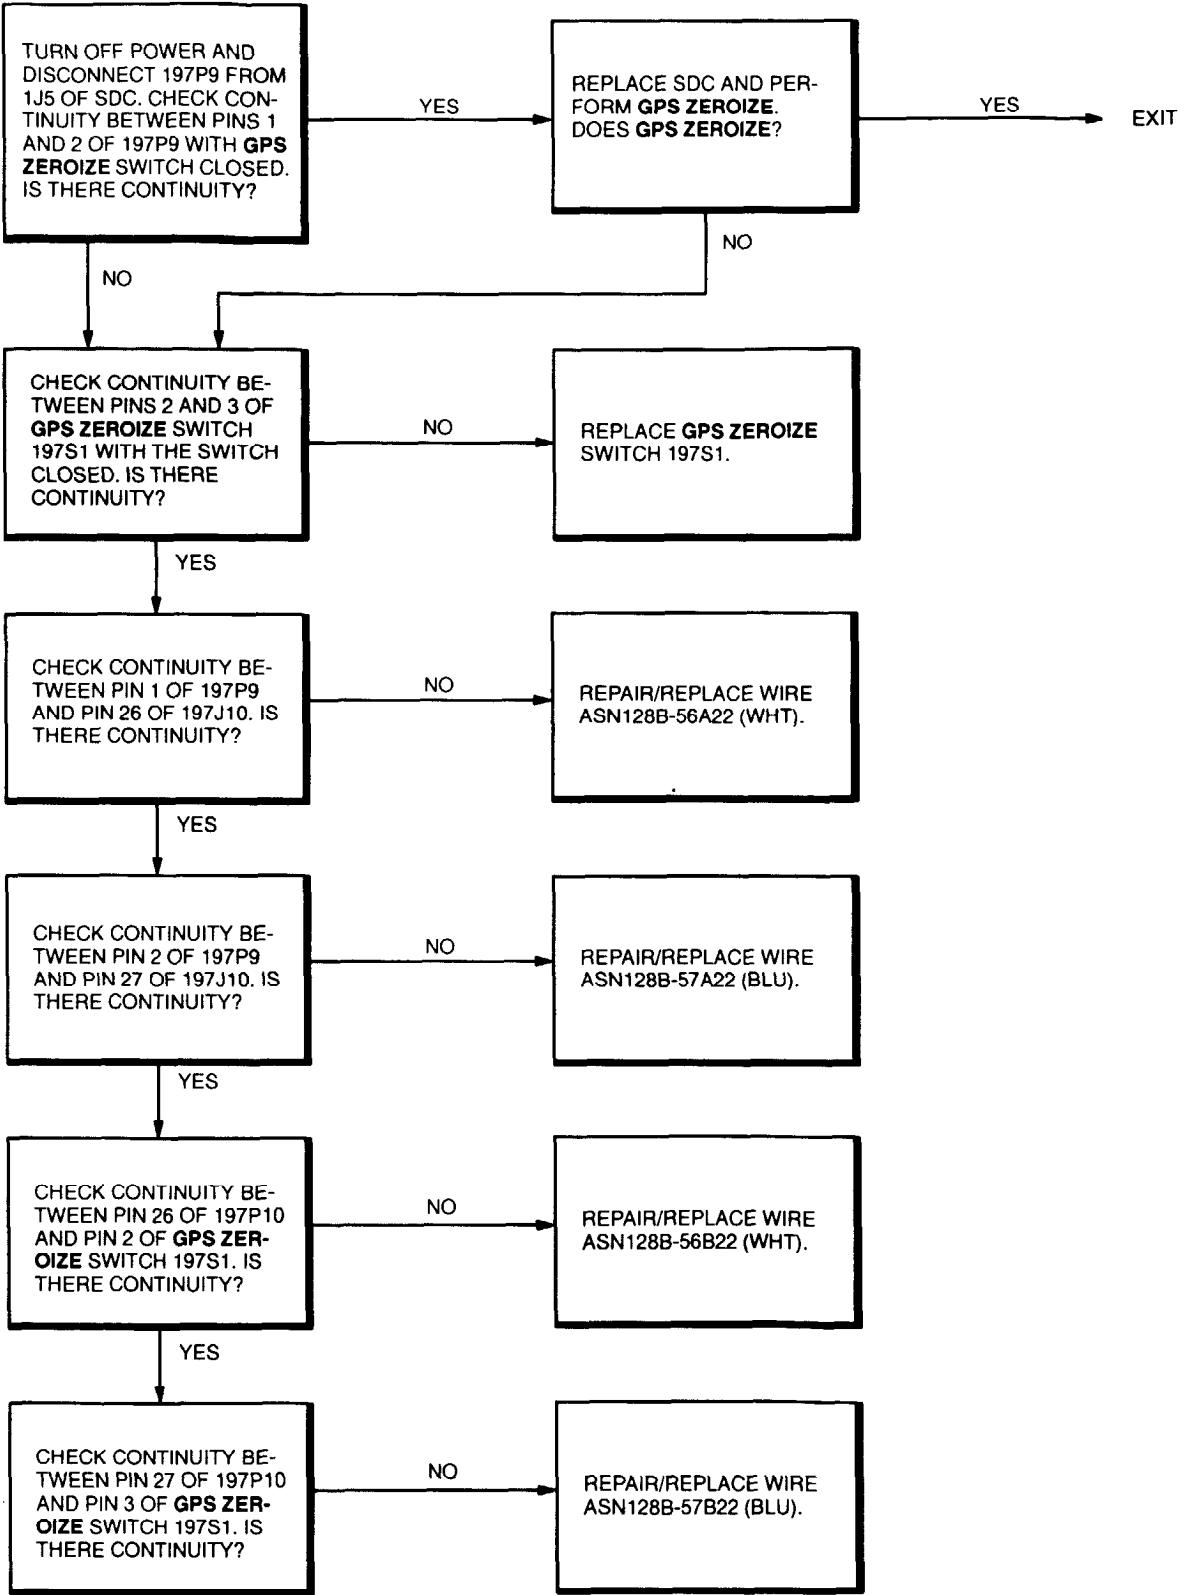 TURN OFF POWER AND
DISCONNECT 197P9 FROM
1J5 OF SDC. CHECK CON-
TINUITY BETWEEN PINS 1
AND 2 OF 197P9 WITH GPS
ZEROIZE SWITCH CLOSED.
IS THERE CONTINUITY?
YES
REPLACE SDC AND PER-
FORM GPS ZEROIZE.
DOES GPS ZEROIZE?
YES
EXIT
NO
NO
CHECK CONTINUITY BE-
TWEEN PINS 2 AND 3 OF
GPS ZEROIZE SWITCH
197S1 WITH THE SWITCH
CLOSED. IS THERE
CONTINUITY?
NO
REPLACE GPS ZEROIZE
SWITCH 197S1.
YES
CHECK CONTINUITY BE-
TWEEN PIN 1 OF 197P9
AND PIN 26 OF 197J10. IS
THERE CONTINUITY?
NO
REPAIR/REPLACE WIRE
ASN128B-56A22 (WHT).
YES
CHECK CONTINUITY BE-
TWEEN PIN 2 OF 197P9
AND PIN 27 OF 197J10. IS
THERE CONTINUITY?
NO
REPAIR/REPLACE WIRE
ASN128B-57A22 (BLU).
YES
CHECK CONTINUITY BE-
TWEEN PIN 26 OF 197P10
AND PIN 2 OF GPS ZER-
OIZE SWITCH 197S1. IS
THERE CONTINUITY?
NO
REPAIR/REPLACE WIRE
ASN128B-56B22 (WHT).
YES
CHECK CONTINUITY BE-
TWEEN PIN 27 OF 197P10
AND PIN 3 OF GPS ZER-
OIZE SWITCH 197S1. IS
THERE CONTINUITY?
NO
REPAIR/REPLACE WIRE
ASN128B-57B22 (BLU).